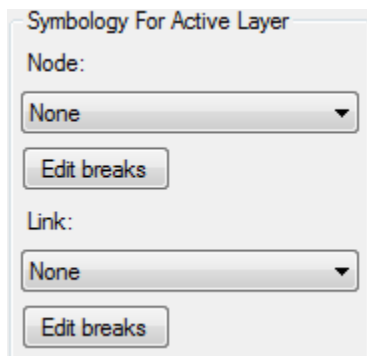 Symbology For Active Layer
Node:
None
Edit breaks
Link:
None
Edit breaks